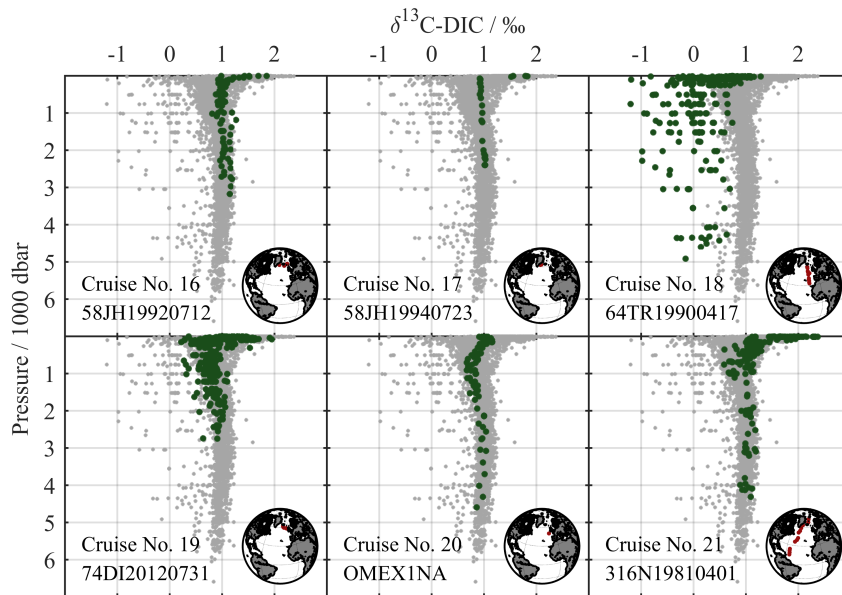 δ¹³C-DIC / ‰
-1 0 1 2 -1 0 1 2 -1 0 1 2
Pressure / 1000 dbar
1
2
3
4
5
6
Cruise No. 16
58JH19920712
Cruise No. 17
58JH19940723
Cruise No. 18
64TR19900417
1
2
3
4
5
6
Cruise No. 19
74DI20120731
Cruise No. 20
OMEX1NA
Cruise No. 21
316N19810401